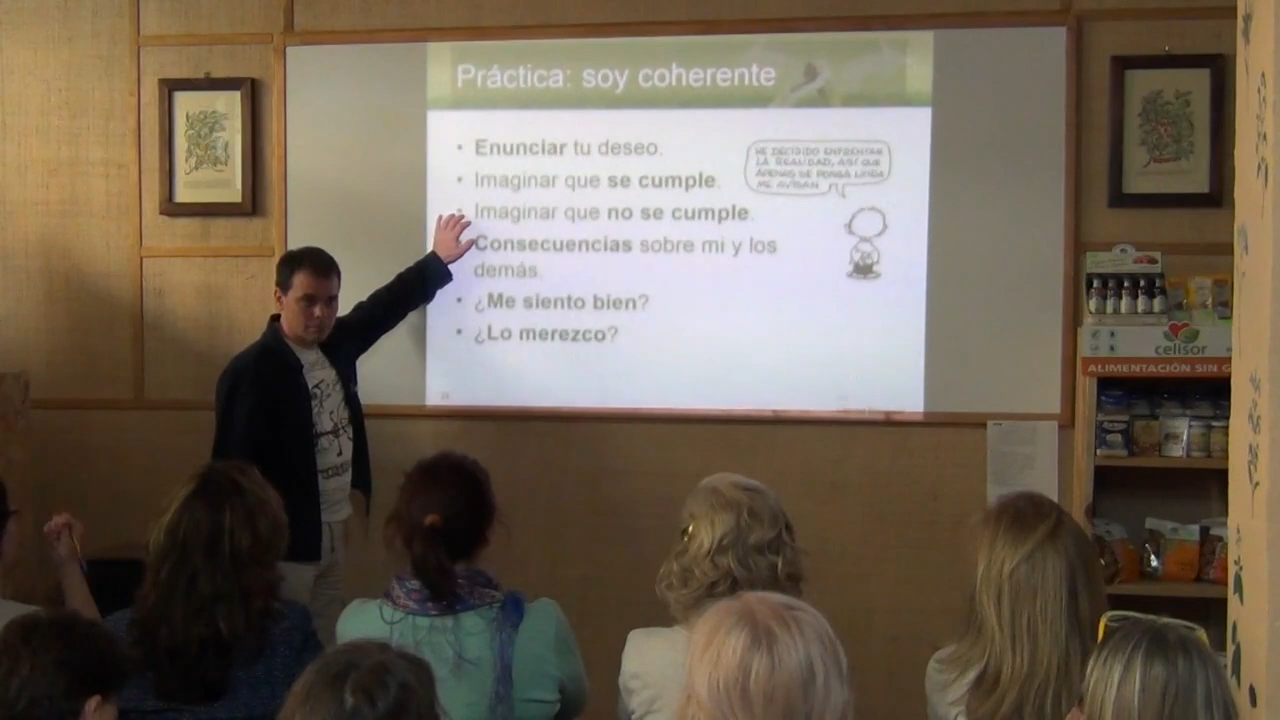 Práctica: soy coherente
• Enunciar tu deseo.
• Imaginar que se cumple.
• Imaginar que no se cumple.
Consecuencias sobre mi y los
demás.
• ¿Me siento bien?
• ¿Lo merezco?
HE DECIDIDO ENFRENTAR
LA REALIDAD, ASÍ QUE
APENAS SE PONGA LINDA
ME AVISAN
celisor
ALIMENTACIÓN SIN G